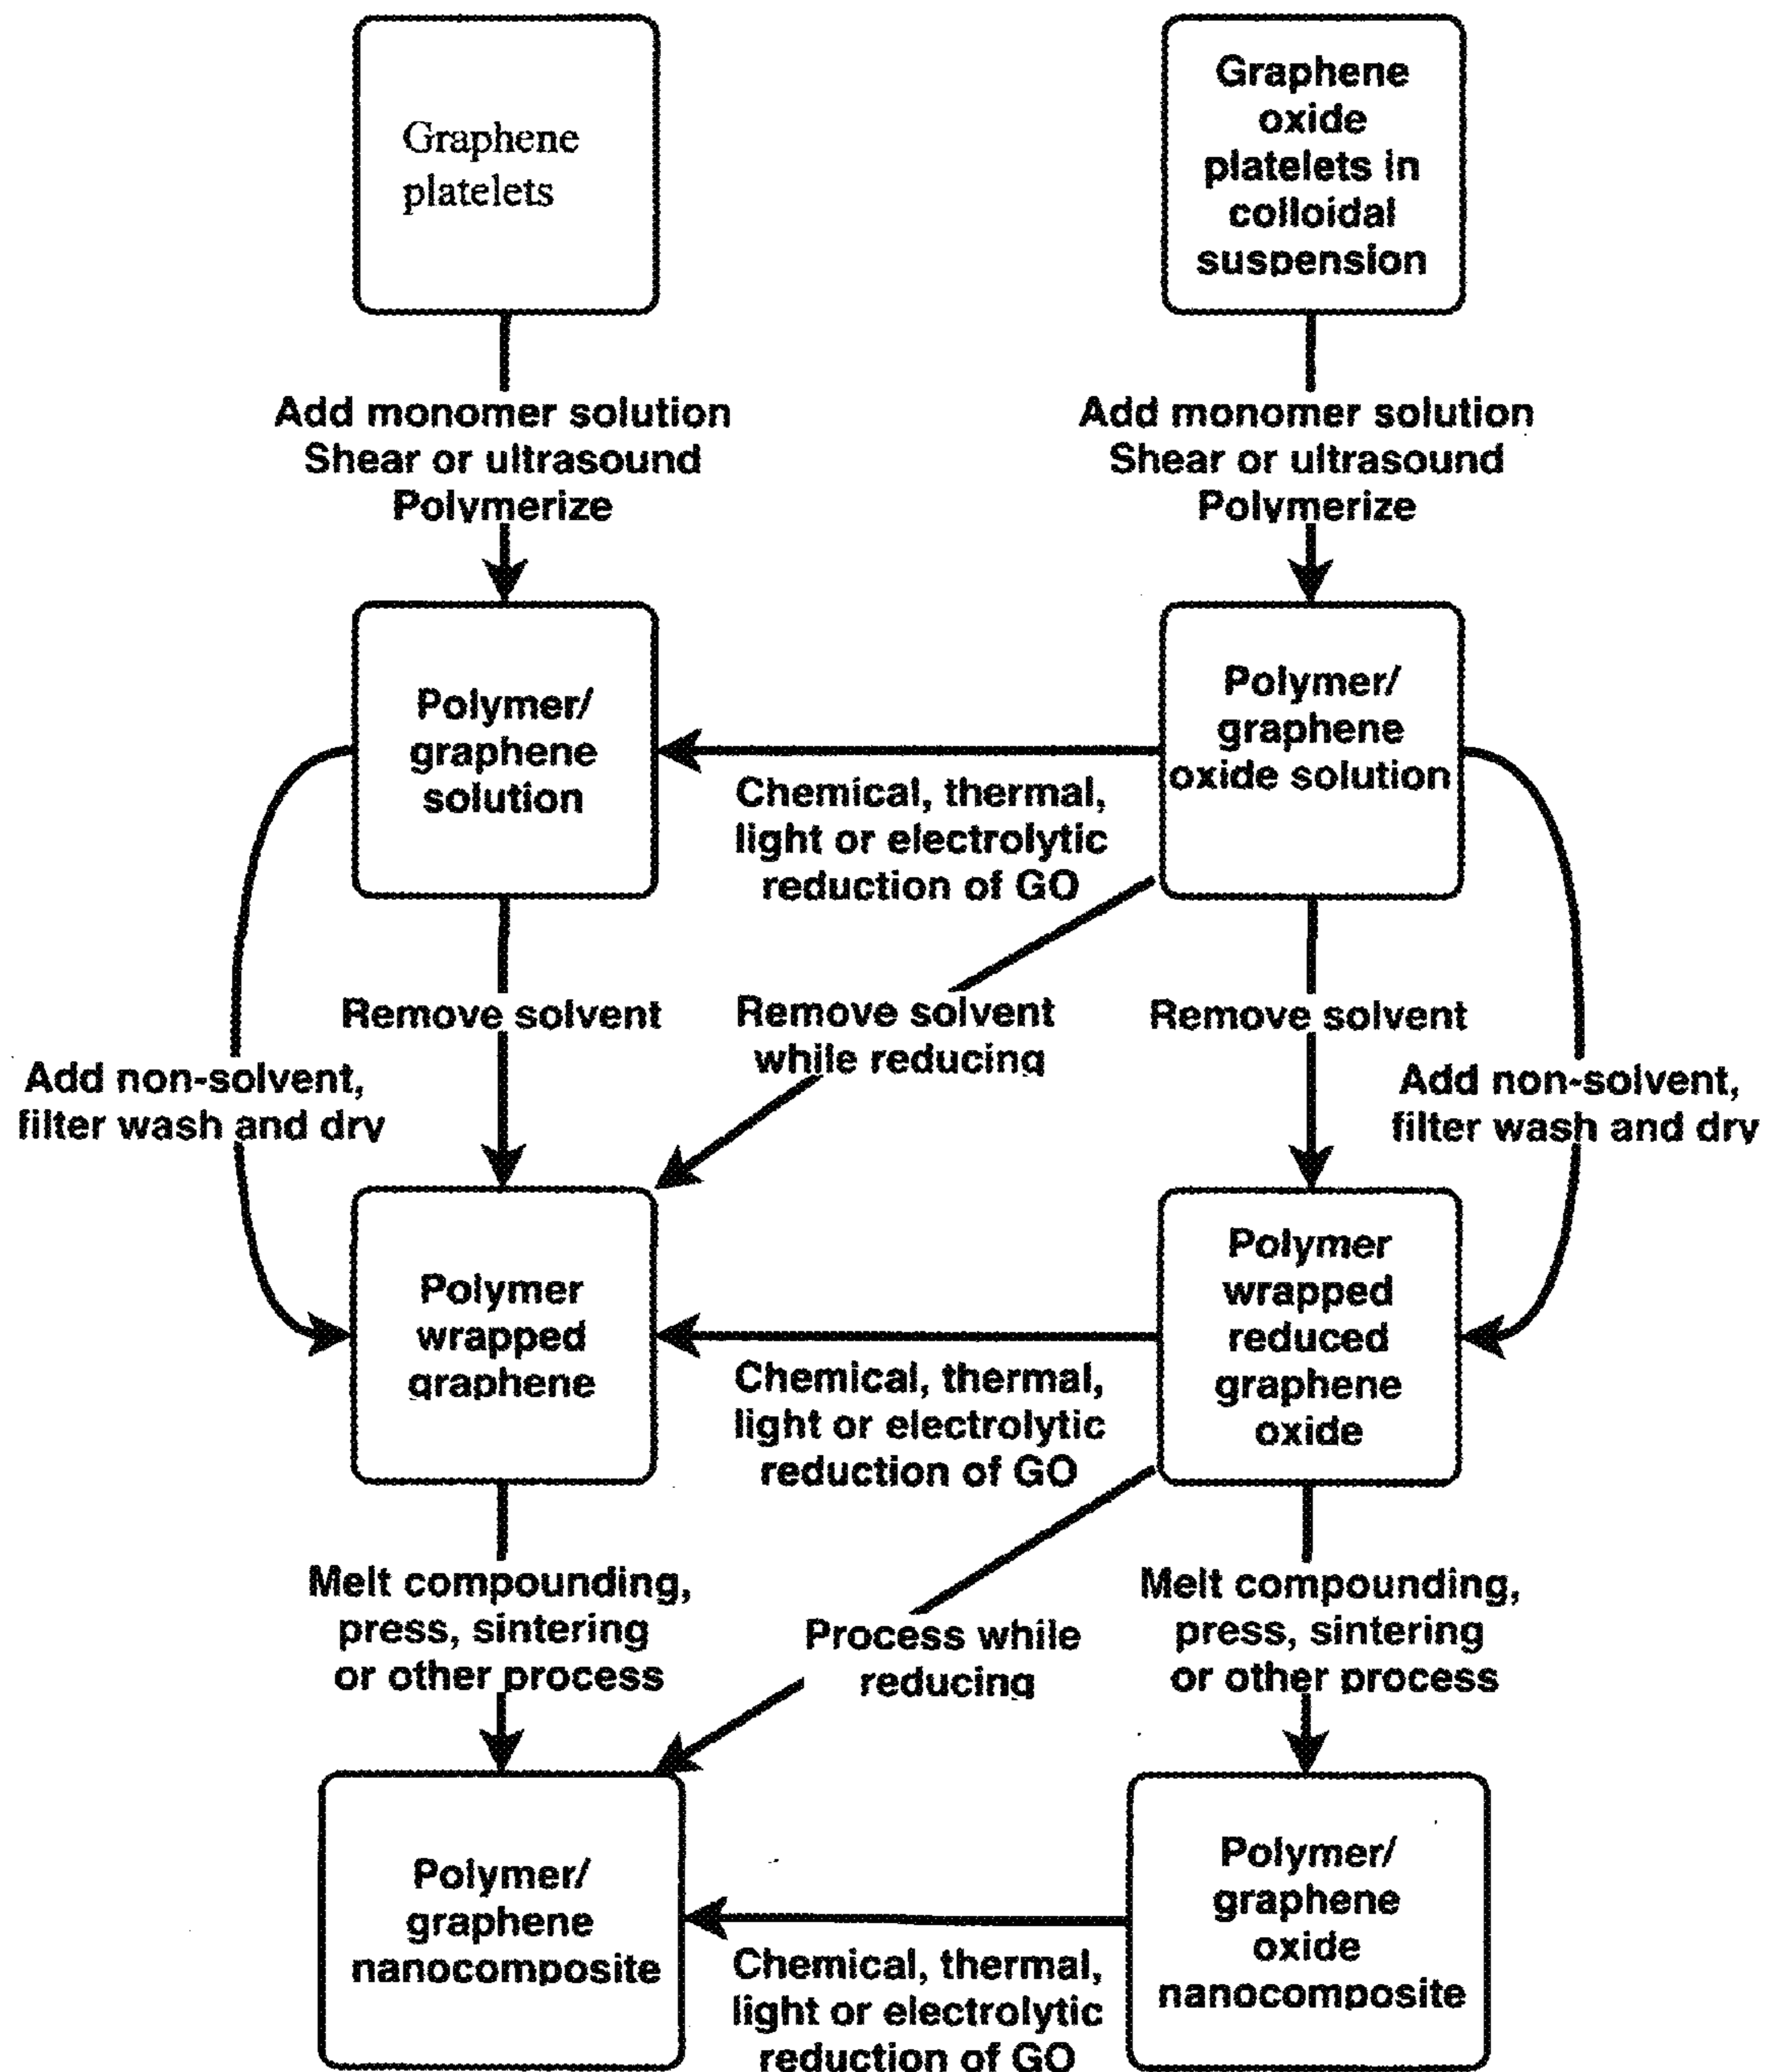 Graphene
platelets
Graphene
oxide
platelets in
colloidal
suspension
Add monomer solution
Shear or ultrasound
Polymerize
Add monomer solution
Shear or ultrasound
Polymerize
Polymer/
graphene
solution
Polymer/
graphene
oxide solution
Chemical, thermal,
light or electrolytic
reduction of GO
Remove solvent
Remove solvent
while reducing
Remove solvent
Add non-solvent,
filter wash and dry
Add non-solvent,
filter wash and dry
Polymer
wrapped
graphene
Polymer
wrapped
reduced
graphene
oxide
Chemical, thermal,
light or electrolytic
reduction of GO
Melt compounding,
press, sintering
or other process
Process while
reducing
Melt compounding,
press, sintering
or other process
Polymer/
graphene
nanocomposite
Polymer/
graphene
oxide
nanocomposite
Chemical, thermal,
light or electrolytic
reduction of GO